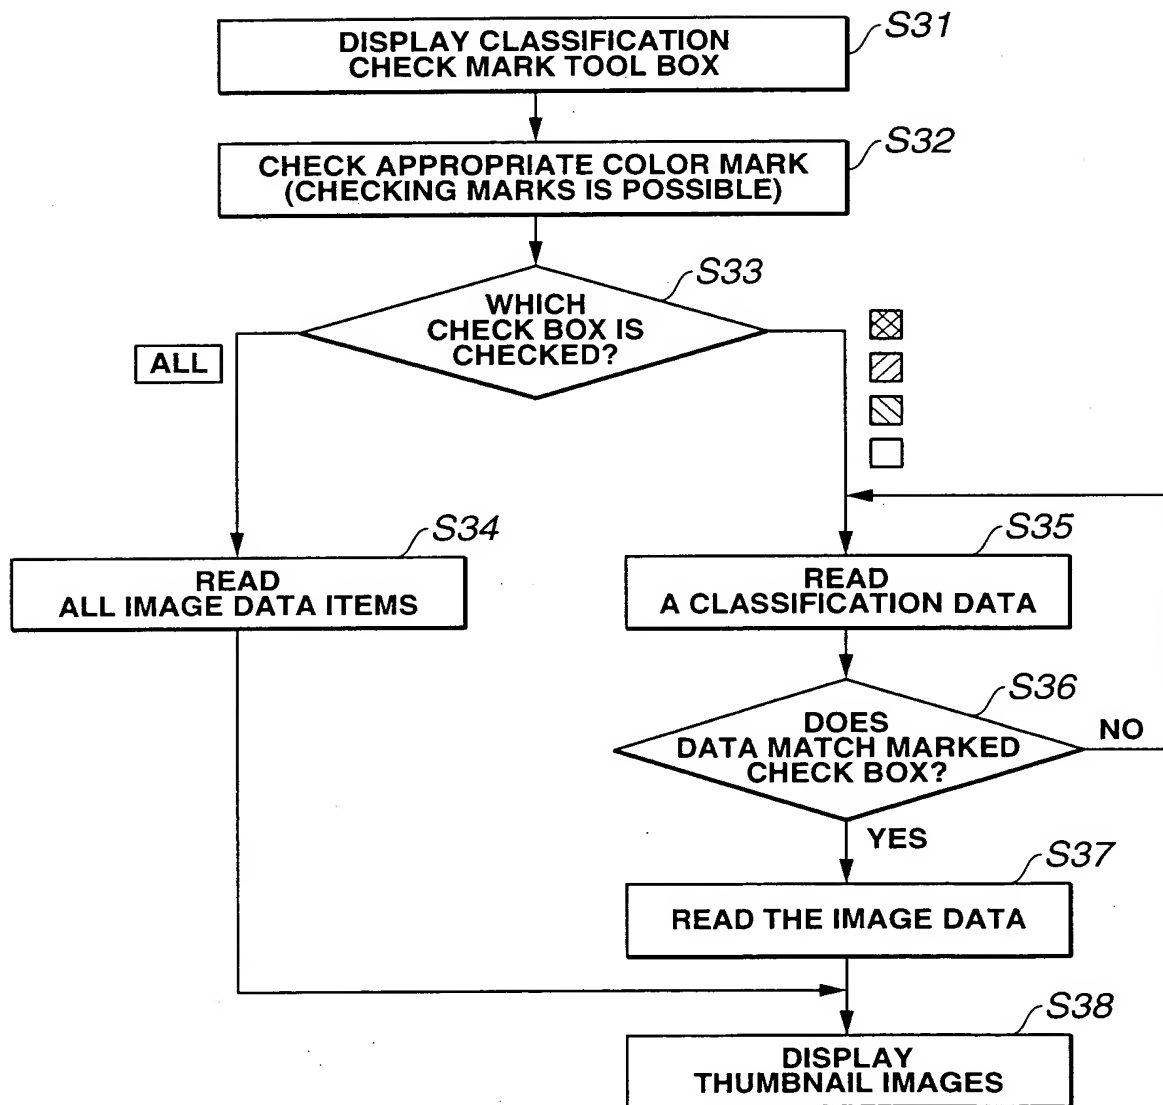 S31
DISPLAY CLASSIFICATION
CHECK MARK TOOL BOX
S32
CHECK APPROPRIATE COLOR MARK
(CHECKING MARKS IS POSSIBLE)
S33
WHICH
CHECK BOX IS
CHECKED?
ALL
S34
READ
ALL IMAGE DATA ITEMS
S35
READ
A CLASSIFICATION DATA
S36
DOES
DATA MATCH MARKED
CHECK BOX?
NO
YES
S37
READ THE IMAGE DATA
S38
DISPLAY
THUMBNAIL IMAGES